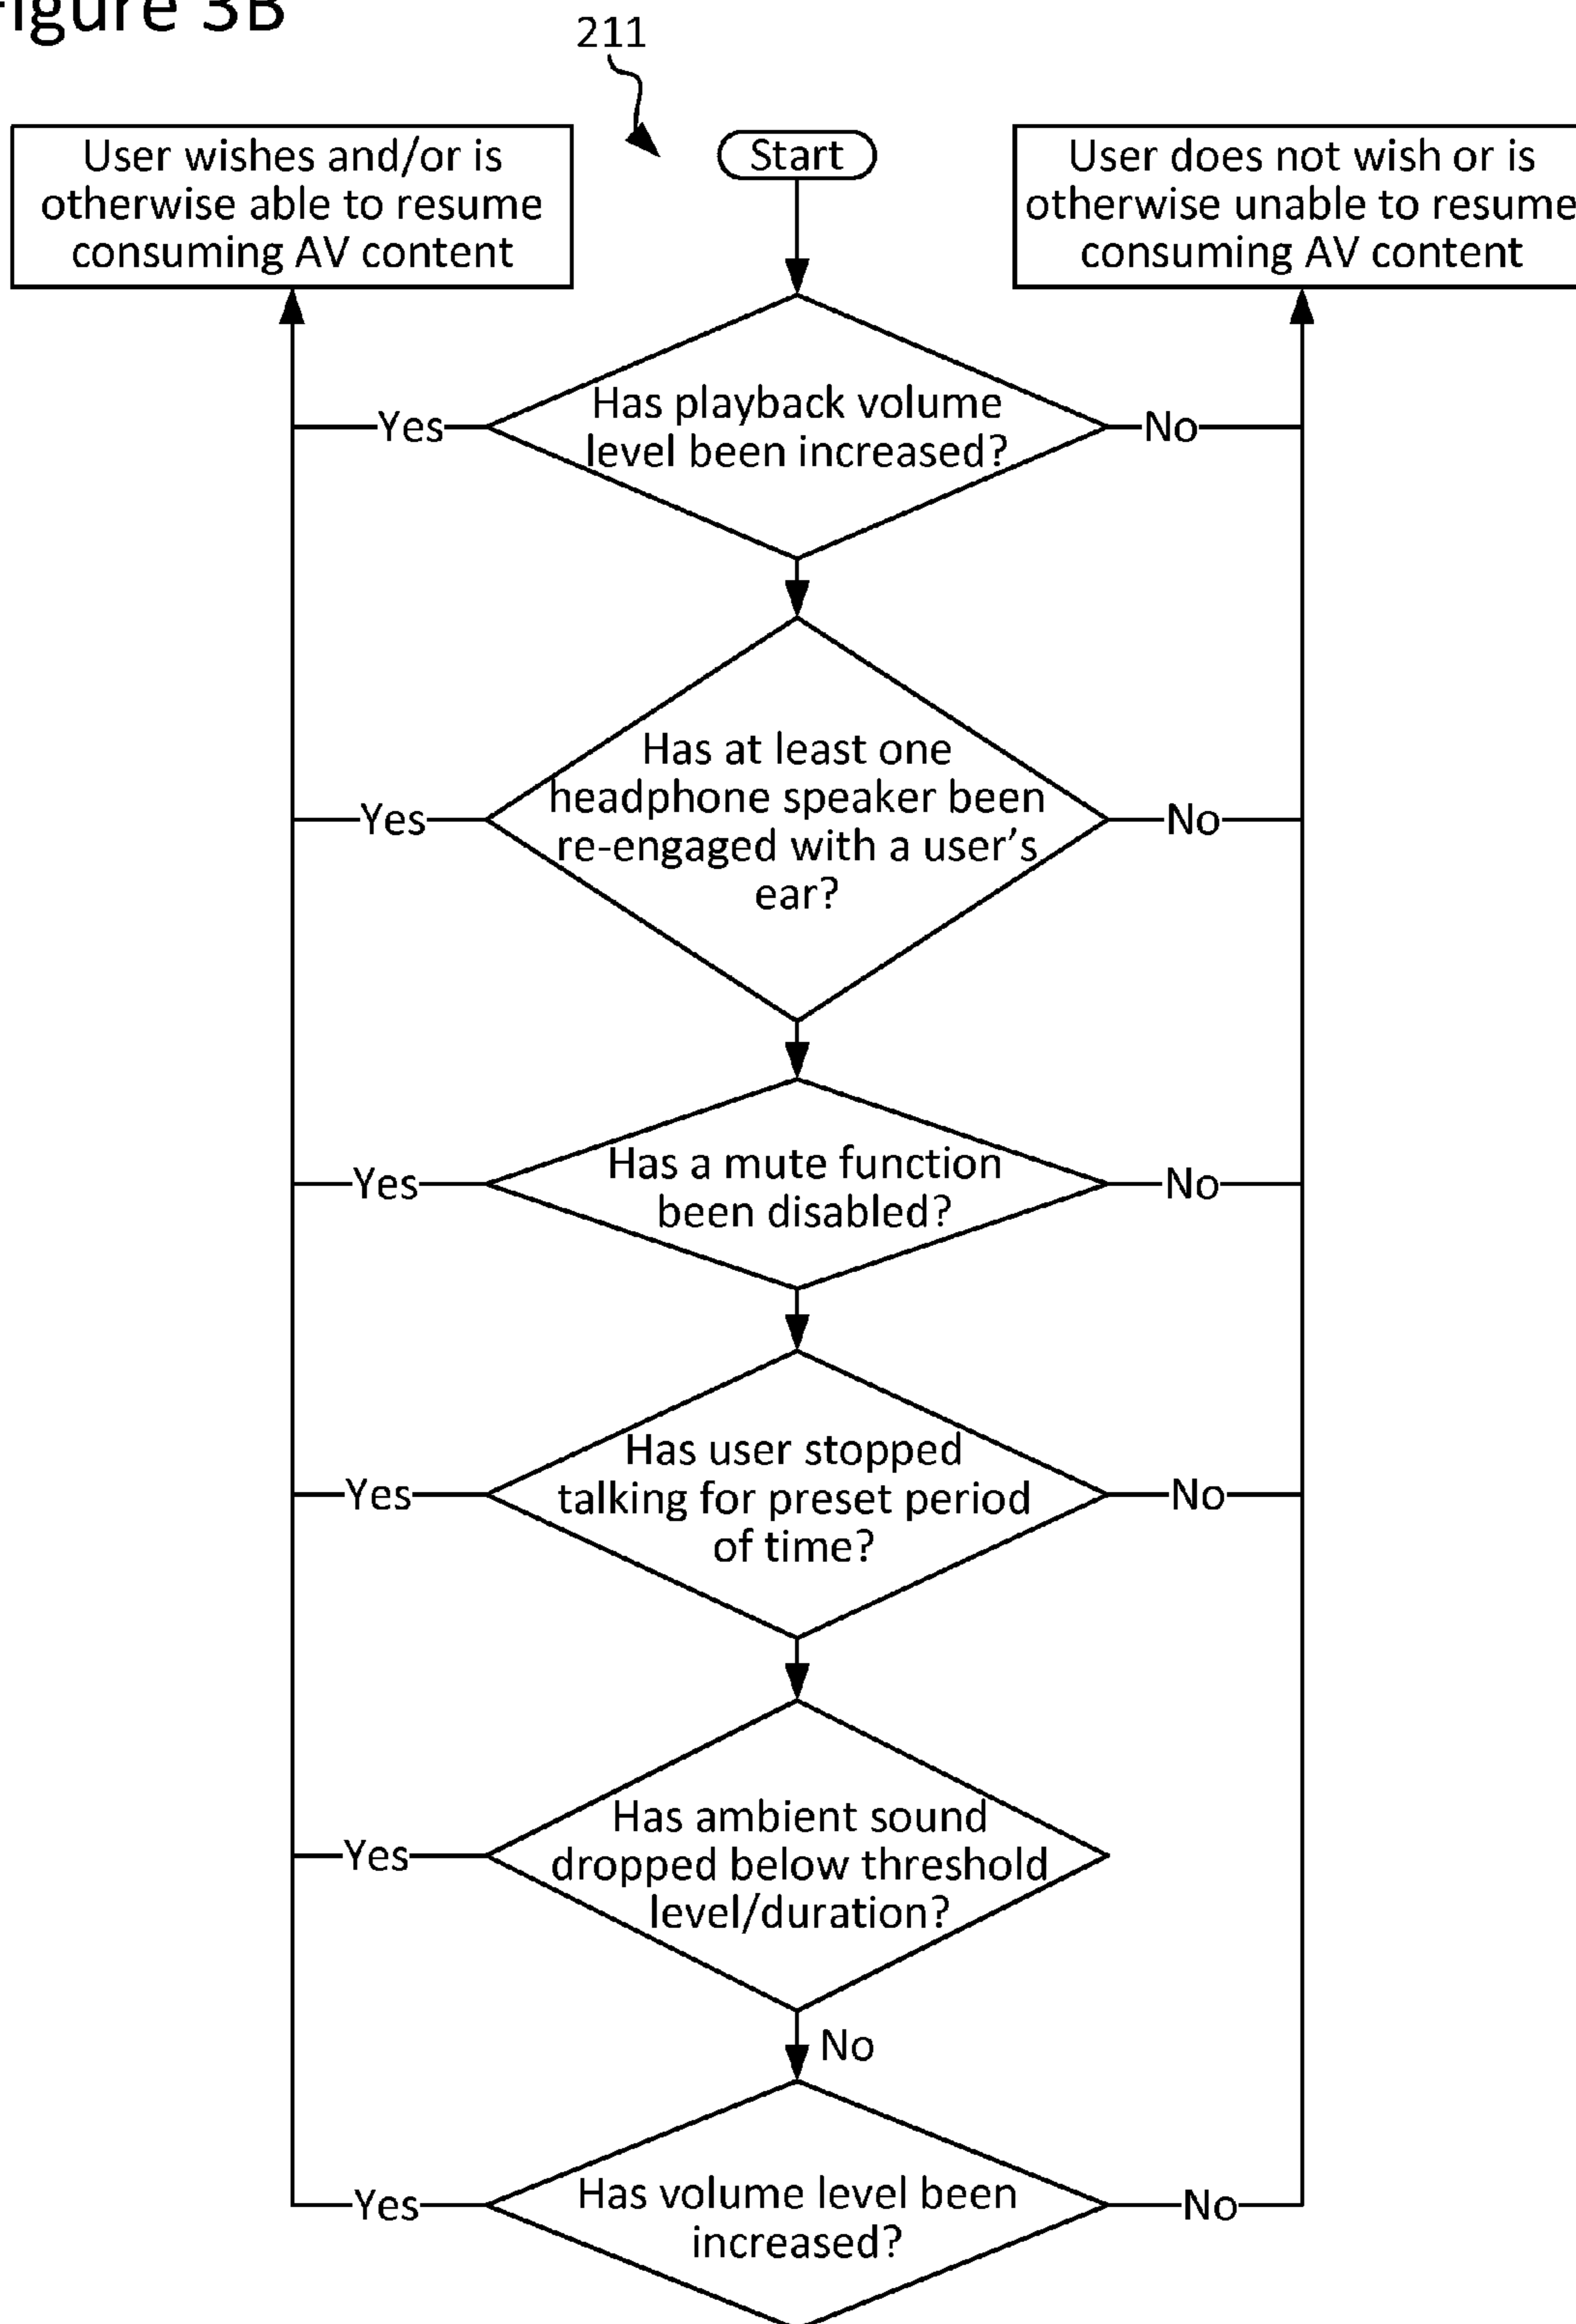 Figure 3B
211
Start
User wishes and/or is
otherwise able to resume
consuming AV content
User does not wish or is
otherwise unable to resume
consuming AV content
Has playback volume
level been increased?
Yes
No
Has at least one
headphone speaker been
re-engaged with a user's
ear?
Yes
No
Has a mute function
been disabled?
Yes
No
Has user stopped
talking for preset period
of time?
Yes
No
Has ambient sound
dropped below threshold
level/duration?
Yes
No
Has volume level been
increased?
Yes
No